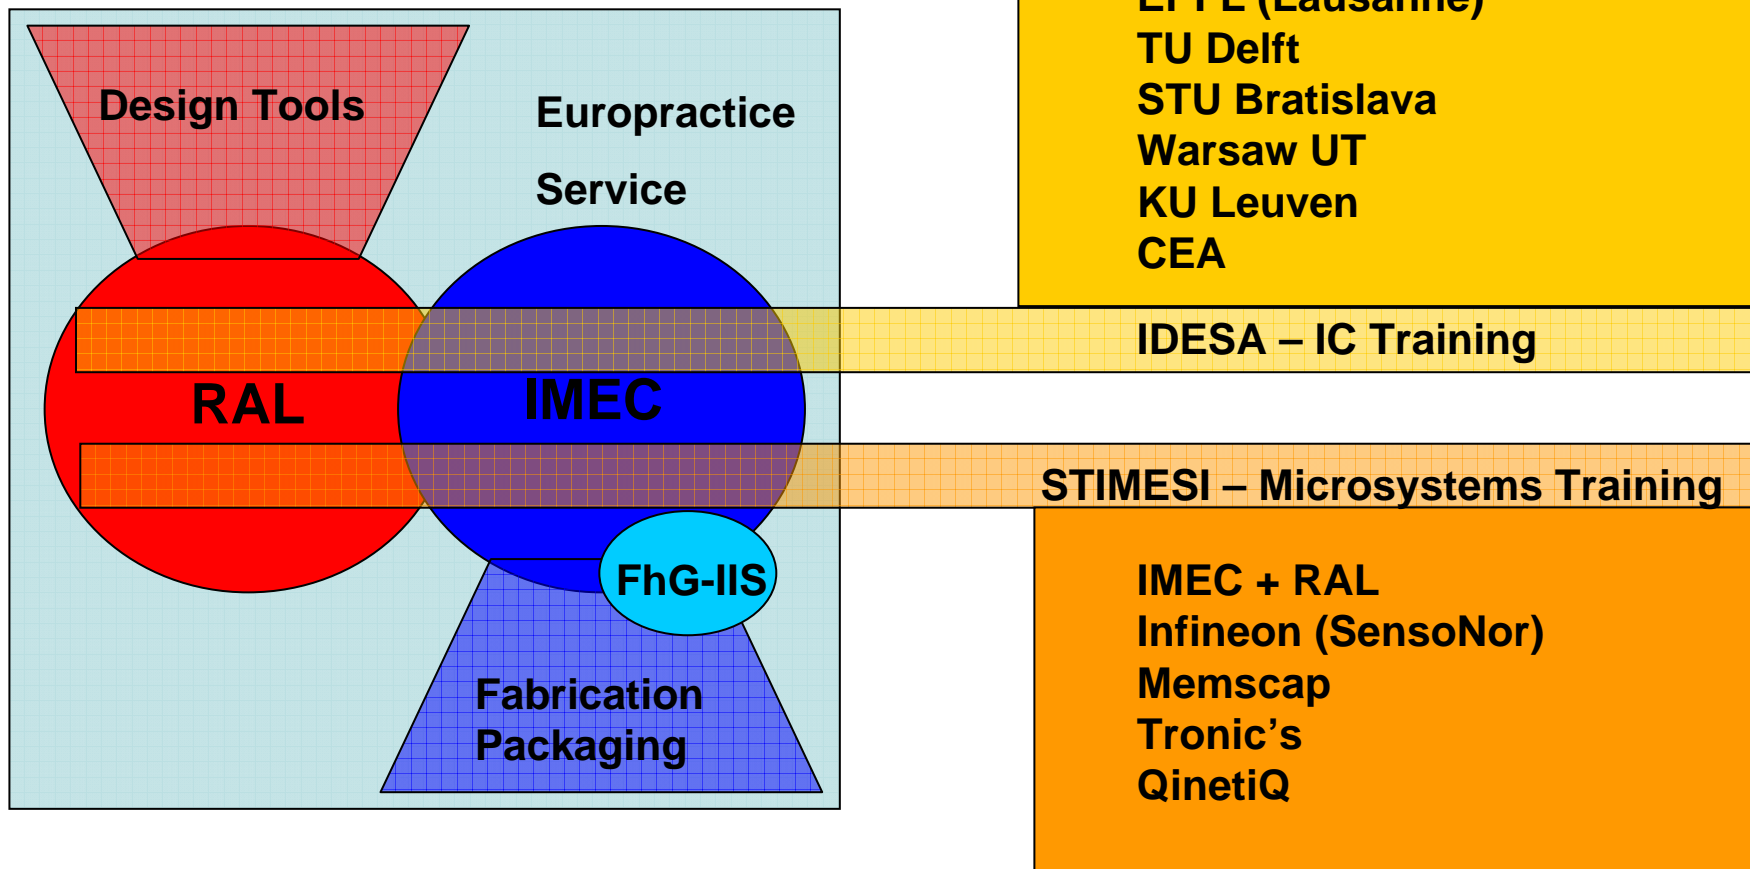 Design Tools
Europractice
Service
RAL
IMEC
FhG-IIS
Fabrication
Packaging
(Lausanne)
TU Delft
STU Bratislava
Warsaw UT
KU Leuven
CEA
IDESA – IC Training
STIMESI – Microsystems Training
IMEC + RAL
Infineon (SensoNor)
Memscap
Tronic’s
QinetiQ